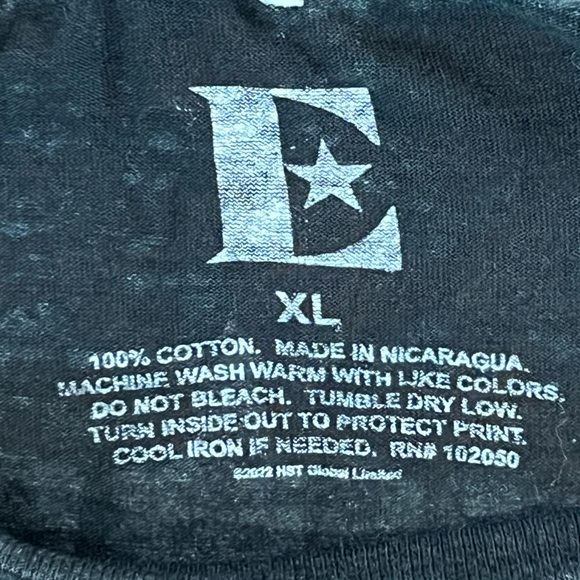 E
XL
100% COTTON. MADE IN NICARAGUA.
MACHINE WASH WARM WITH LIKE COLORS.
DO NOT BLEACH. TUMBLE DRY LOW.
TURN INSIDE OUT TO PROTECT PRINT.
COOL IRON IF NEEDED. RN# 102050
©2022 HST Global Limited